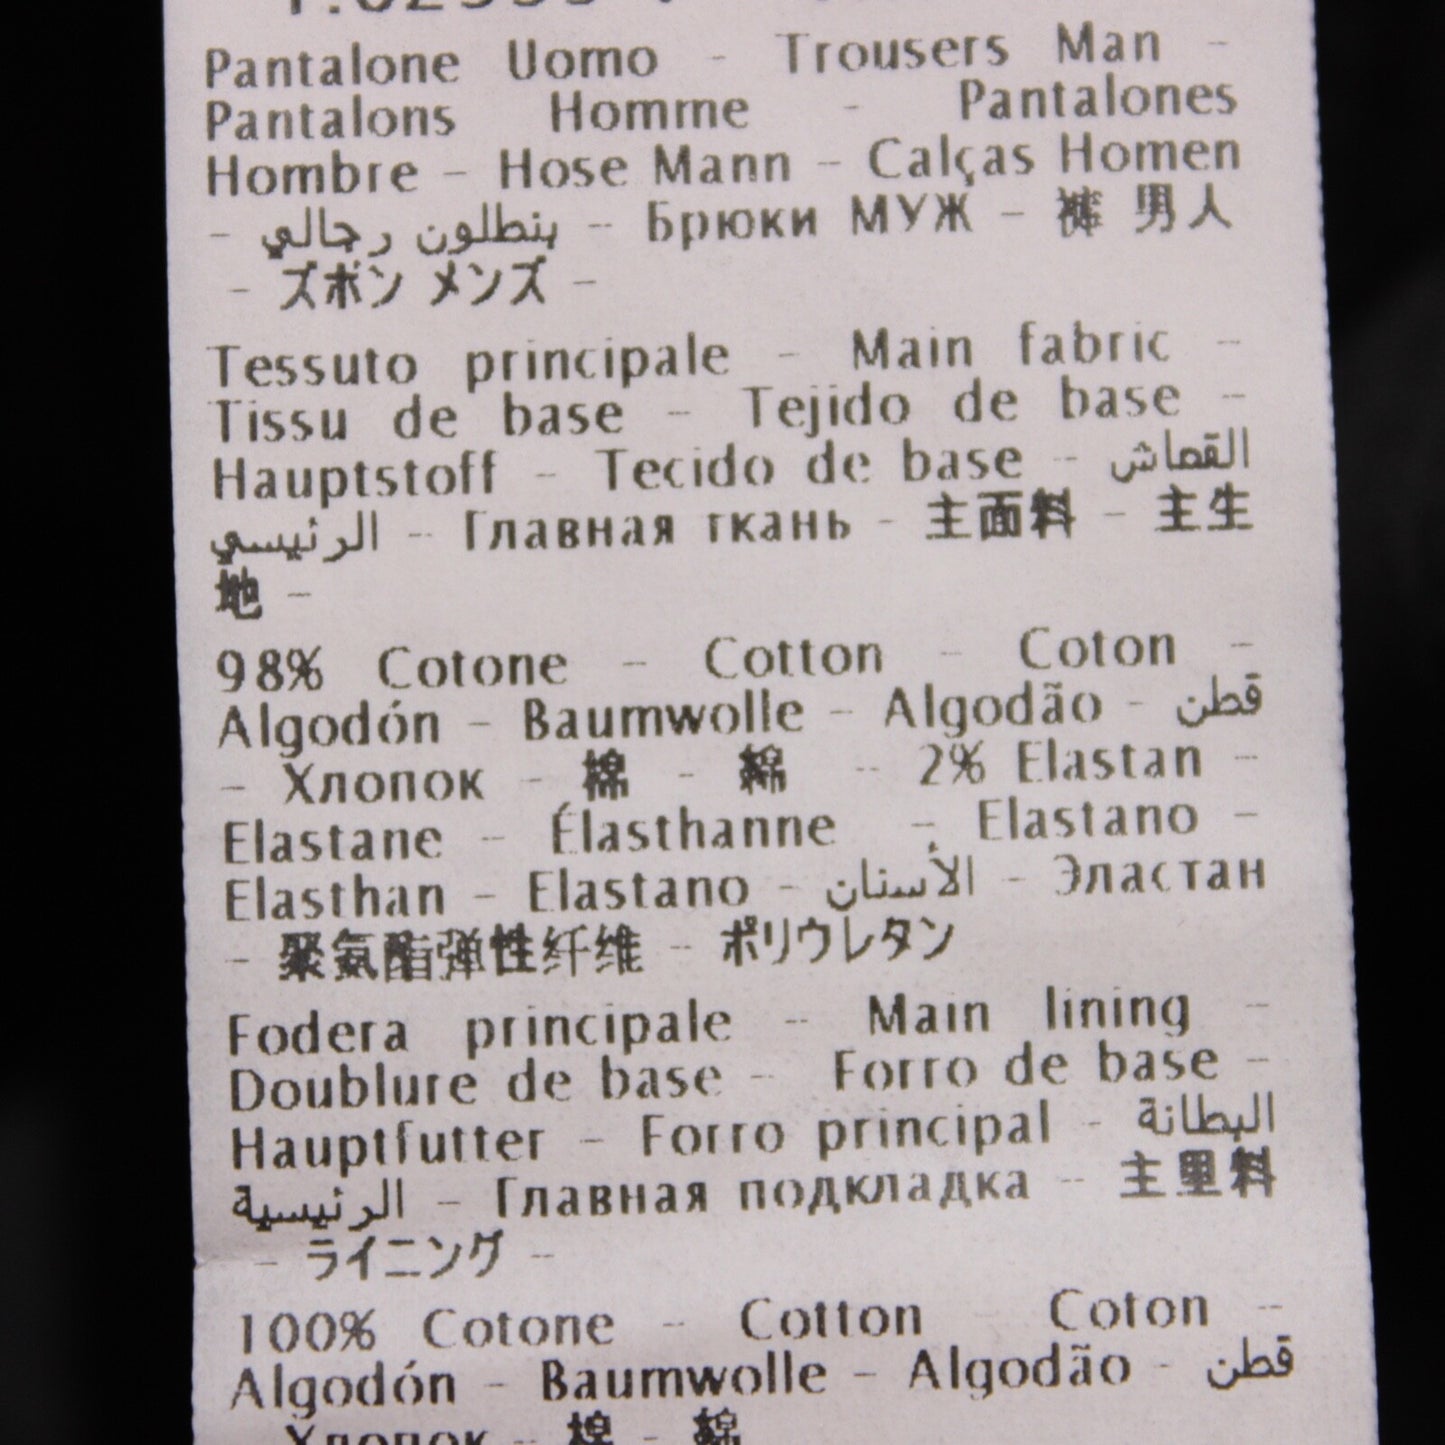 Pantalone Uomo - Trousers Man -
Pantalons Homme - Pantalones
Hombre - Hose Mann - Calças Homen
- بنطلون رجالي - Брюки МУЖ - 裤 男人
- ズボン メンズ -
Tessuto principale - Main fabric -
Tissu de base - Tejido de base -
Hauptstoff - Tecido de base - القماش
الرئيسي - Главная ткань - 主面料 - 主生
地 -
98% Cotone - Cotton - Coton -
Algodón - Baumwolle - Algodão - قطن
- Хлопок - 棉 - 綿 - 2% Elastan -
Elastane - Élasthanne - Elastano -
Elasthan - Elastano - الأستان - Эластан
- 聚氨酯弹性纤维 - ポリウレタン
Fodera principale - Main lining -
Doublure de base - Forro de base -
Hauptfutter - Forro principal - البطانة
الرئيسية - Главная подкладка - 主里料
- ライニング -
100% Cotone - Cotton - Coton -
Algodón - Baumwolle - Algodão - قطن
Хлопок - 棉 - 綿